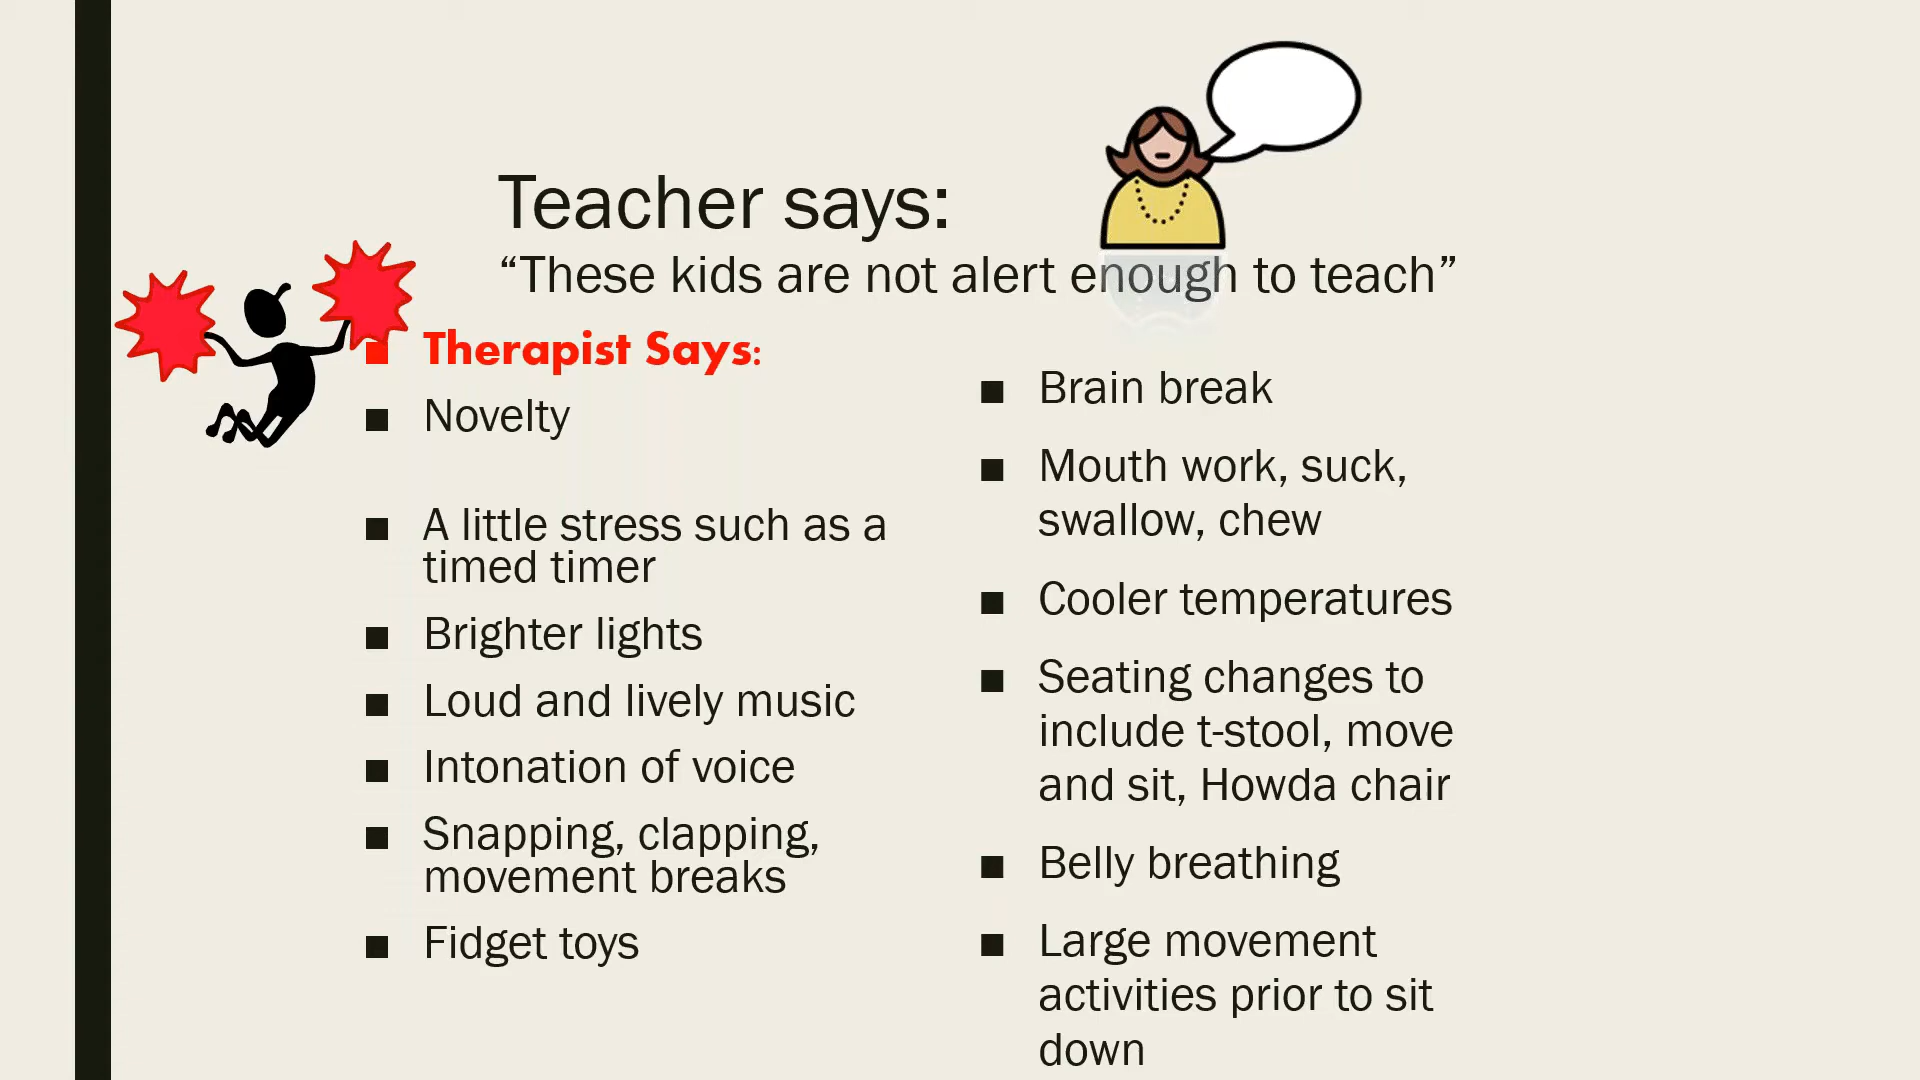 Teacher says:
“These kids are not alert enough to teach”
Therapist Says:
Novelty
A little stress such as a
timed timer
Brighter lights
Loud and lively music
Intonation of voice
Snapping, clapping,
movement breaks
Fidget toys
Brain break
Mouth work, suck,
swallow, chew
Cooler temperatures
Seating changes to
include t-stool, move
and sit, Howda chair
Belly breathing
Large movement
activities prior to sit
down